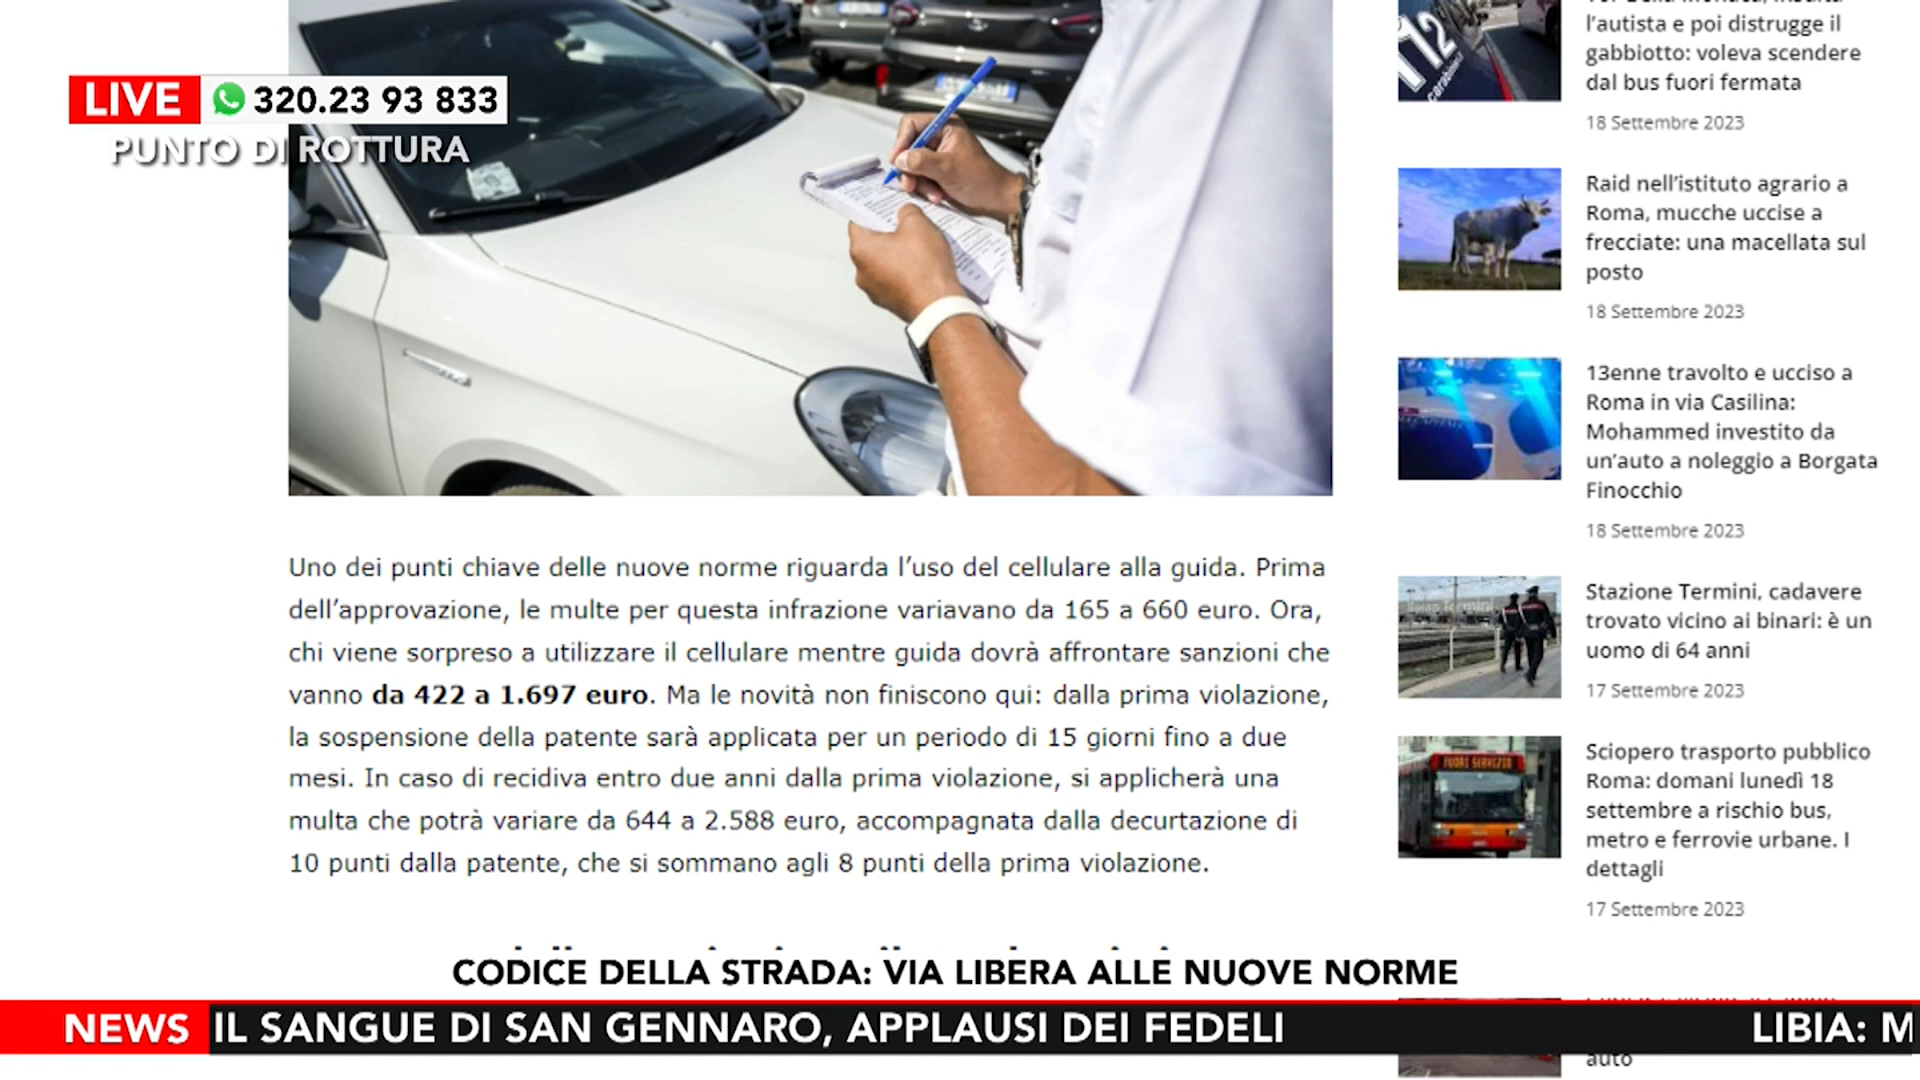 LIVE 320.23 93 833
PUNTO DI ROTTURA
Uno dei punti chiave delle nuove norme riguarda l’uso del cellulare alla guida. Prima
dell’approvazione, le multe per questa infrazione variavano da 165 a 660 euro. Ora,
chi viene sorpreso a utilizzare il cellulare mentre guida dovrà affrontare sanzioni che
vanno da 422 a 1.697 euro. Ma le novità non finiscono qui: dalla prima violazione,
la sospensione della patente sarà applicata per un periodo di 15 giorni fino a due
mesi. In caso di recidiva entro due anni dalla prima violazione, si applicherà una
multa che potrà variare da 644 a 2.588 euro, accompagnata dalla decurtazione di
10 punti dalla patente, che si sommano agli 8 punti della prima violazione.
112
carabinieri
l’autista e poi distrugge il
gabbiotto: voleva scendere
dal bus fuori fermata
18 Settembre 2023
Raid nell’istituto agrario a
Roma, mucche uccise a
frecciate: una macellata sul
posto
18 Settembre 2023
13enne travolto e ucciso a
Roma in via Casilina:
Mohammed investito da
un’auto a noleggio a Borgata
Finocchio
18 Settembre 2023
Roma Termini
Stazione Termini, cadavere
trovato vicino ai binari: è un
uomo di 64 anni
17 Settembre 2023
FUORI SERVIZIO
Sciopero trasporto pubblico
Roma: domani lunedì 18
settembre a rischio bus,
metro e ferrovie urbane. I
dettagli
17 Settembre 2023
CODICE DELLA STRADA: VIA LIBERA ALLE NUOVE NORME
NEWS IL SANGUE DI SAN GENNARO, APPLAUSI DEI FEDELI LIBIA: M
auto